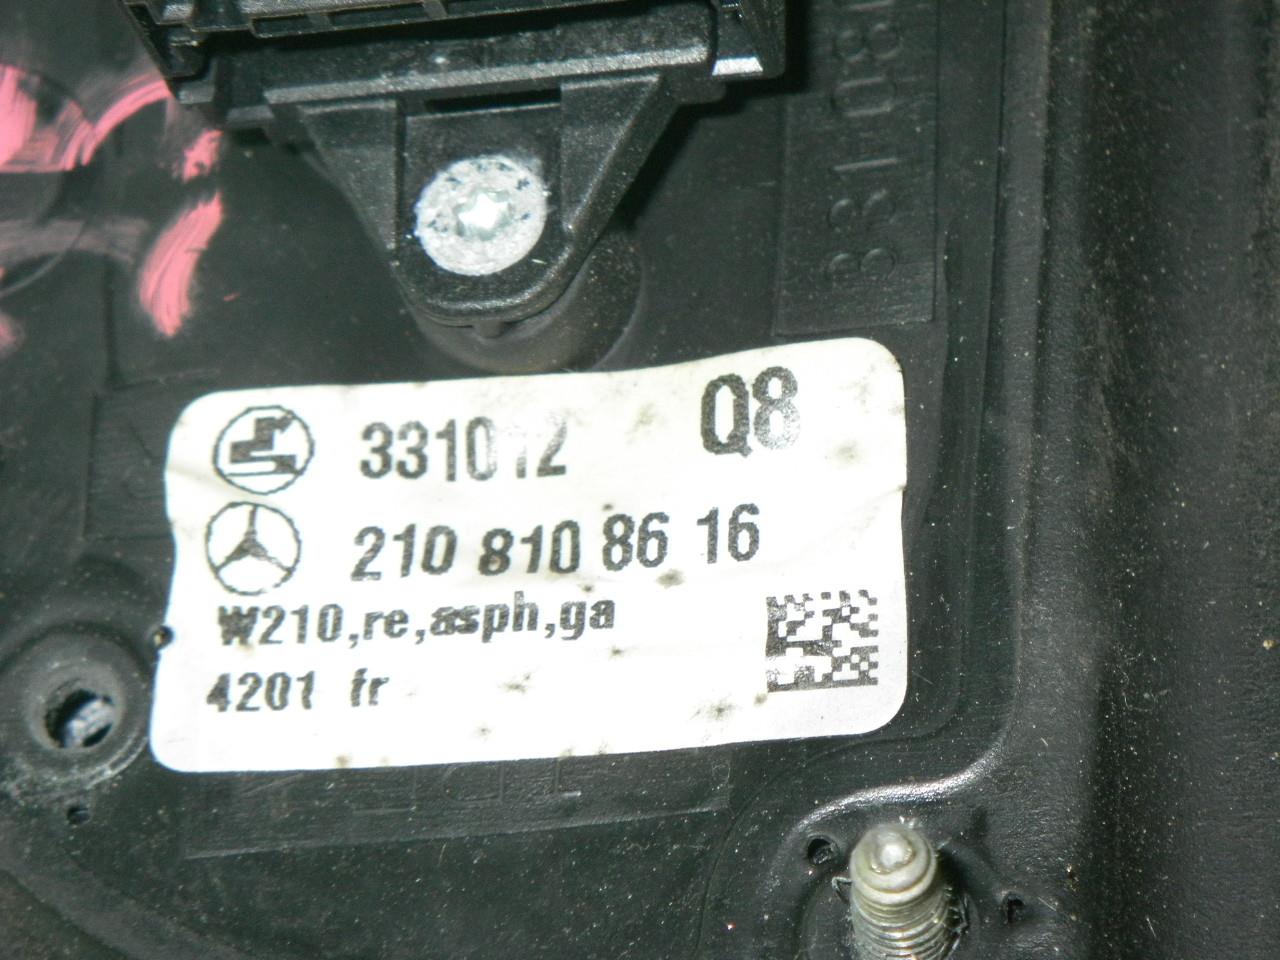 331012 Q8
210 810 86 16
W210,re,asph,ga
4201 fr